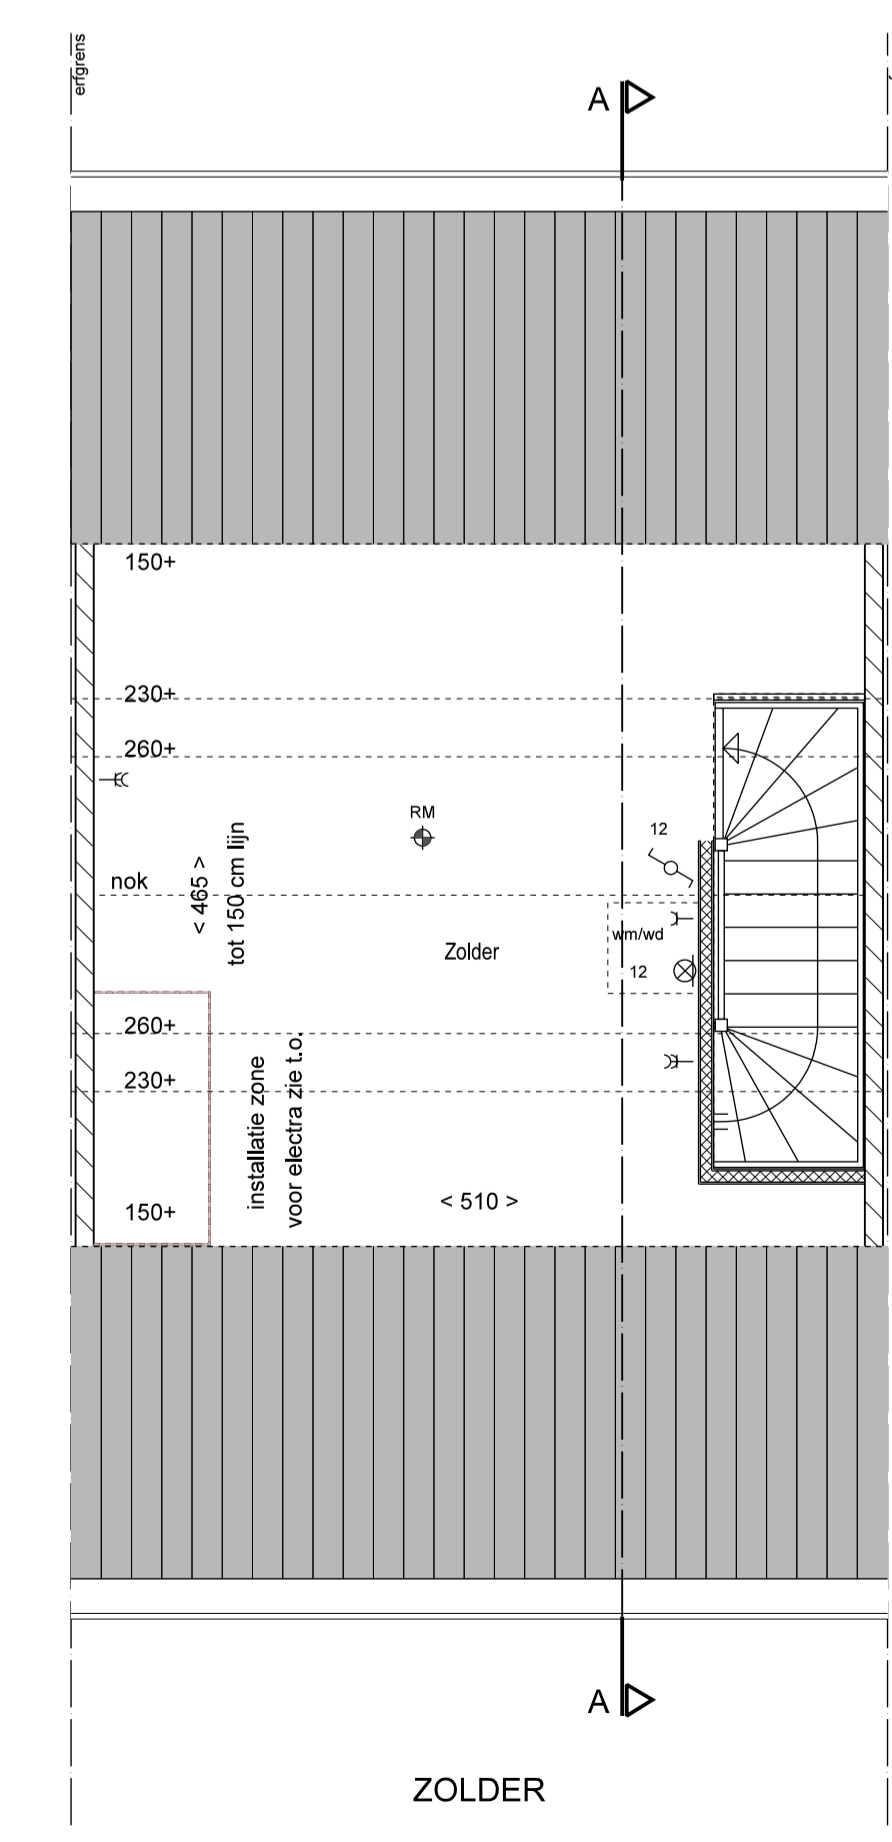 erfgrens
A
150+
230+
260+
RM
12
nok
< 465 >
tot 150 cm lijn
wm/wd
Zolder
12
260+
230+
installatie zone
voor electra zie t.o.
150+
< 510 >
A
ZOLDER